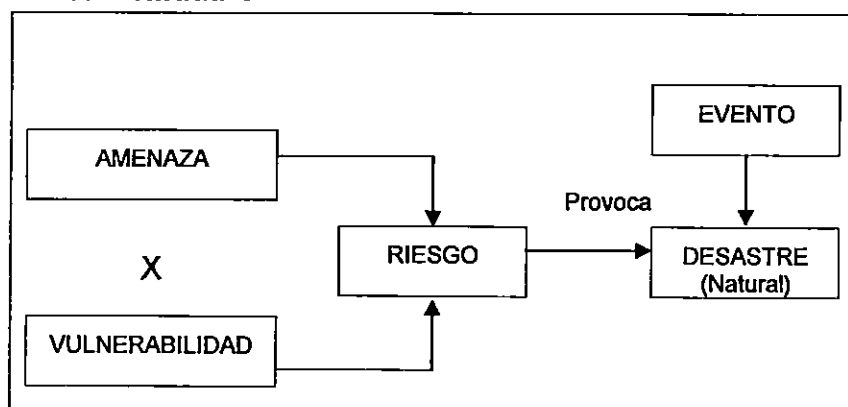 EVENTO
AMENAZA
Provoca
X
RIESGO
DESASTRE
(Natural)
VULNERABILIDAD